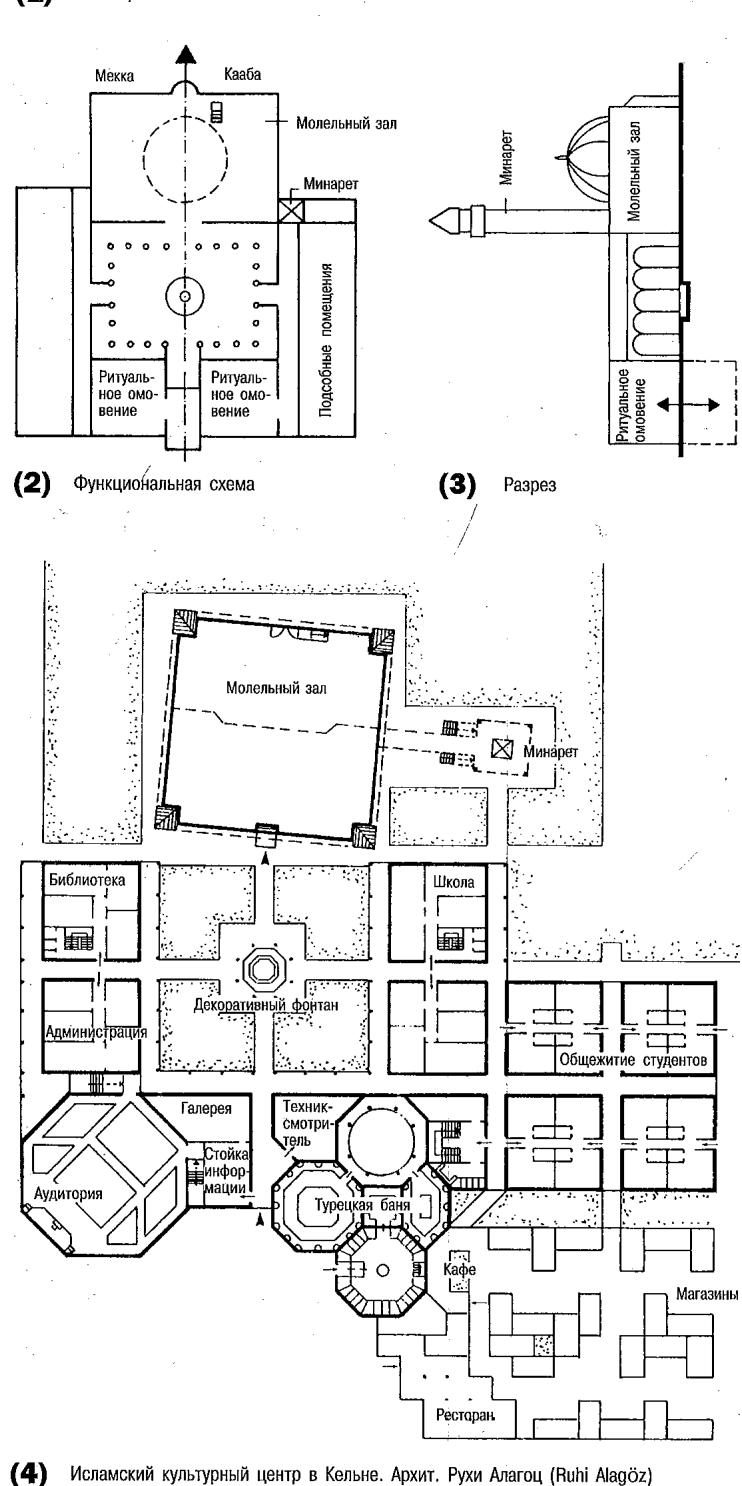 Мекка Кааба
Молельный зал
Минарет
Подсобные помещения
Ритуаль-
ное омо-
вение
Ритуаль-
ное омо-
вение
(2) Функциональная схема
Минарет
Молельный зал
Ритуальное
омовение
(3) Разрез
Молельный зал
Минарет
Библиотека
Школа
Декоративный фонтан
Администрация
Общежитие студентов
Галерея
Техник-
смотри-
тель
Стойка
инфор-
мации
Аудитория
Турецкая баня
Кафе
Магазины
Ресторан
(4) Исламский культурный центр в Кельне. Архит. Рухи Алагоц (Ruhi Alagöz)